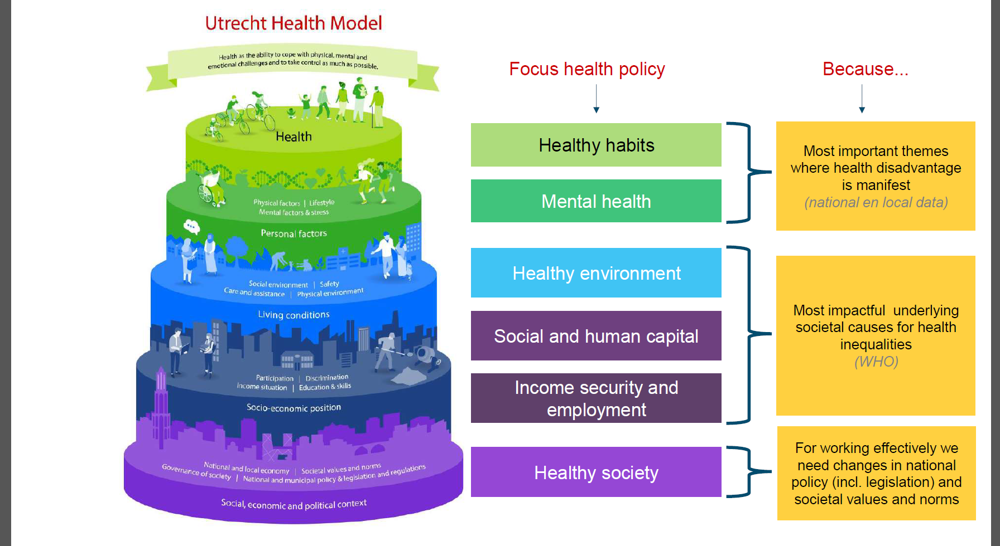 Utrecht Health Model
Health as the ability to cope with physical, mental and
emotional challenges and to take control as much as possible.
Health
Physical factors | Lifestyle
Mental factors & stress
Personal factors
Social environment | Safety
Care and assistance | Physical environment
Living conditions
Participation | Discrimination
Income situation | Education & skills
Socio-economic position
National and local economy | Societal values and norms
Governance of society | National and municipal policy & legislation and regulations
Social, economic and political context
Focus health policy
Healthy habits
Mental health
Healthy environment
Social and human capital
Income security and
employment
Healthy society
Because...
Most important themes
where health disadvantage
is manifest
(national en local data)
Most impactful underlying
societal causes for health
inequalities
(WHO)
For working effectively we
need changes in national
policy (incl. legislation) and
societal values and norms